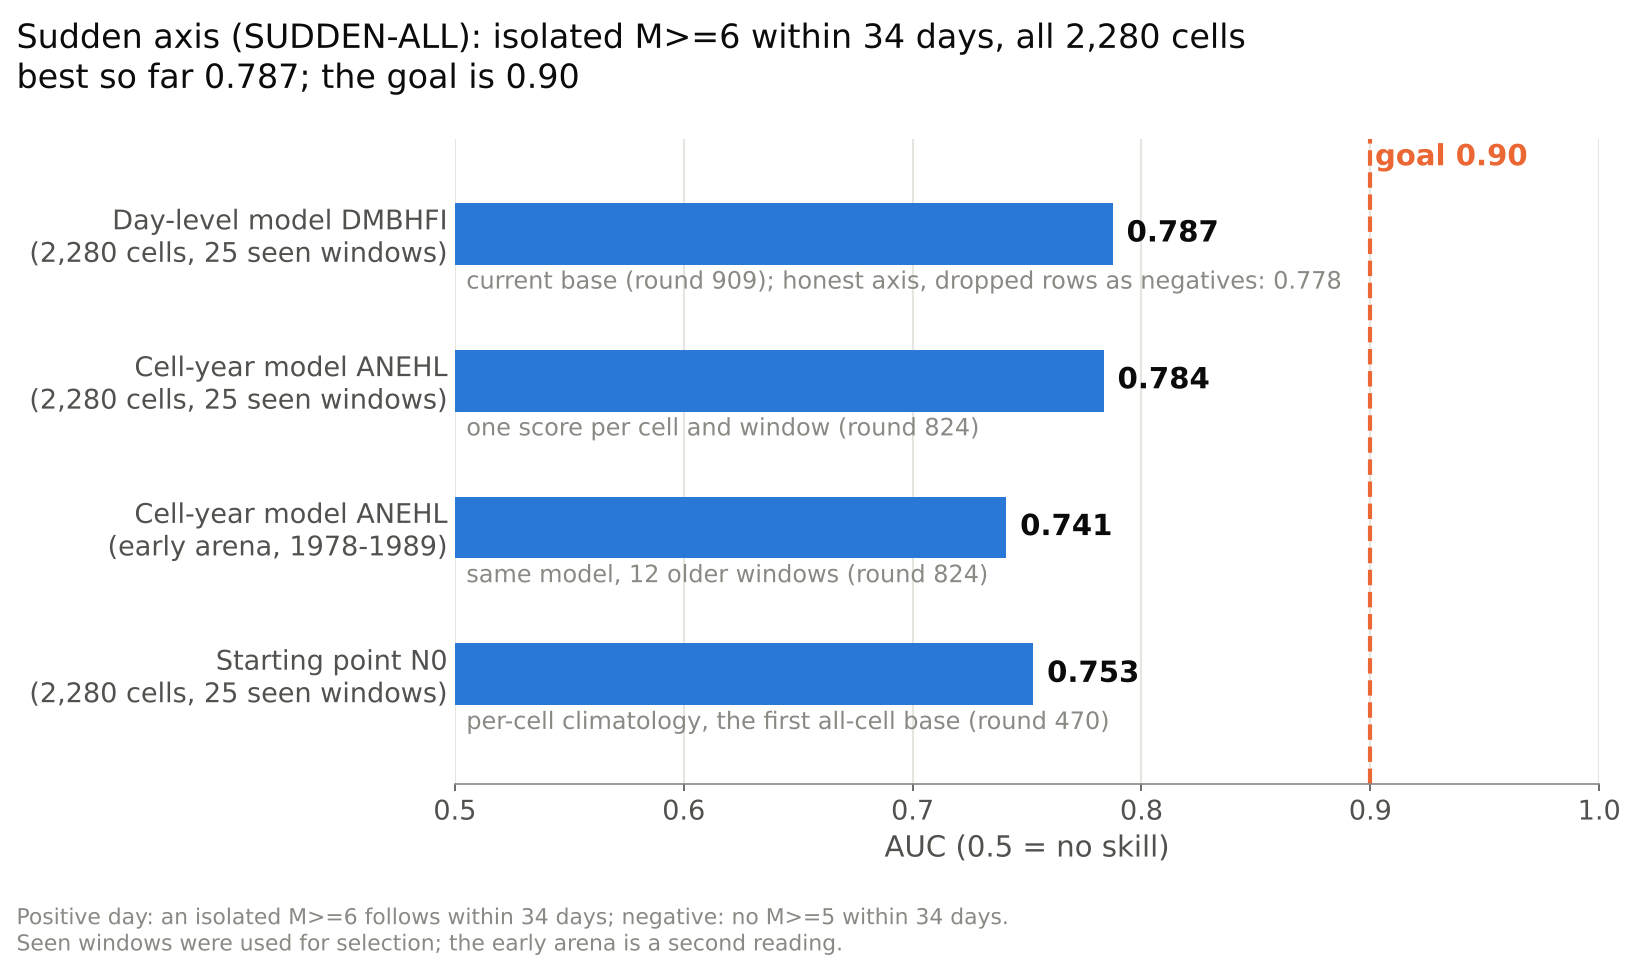 Sudden axis (SUDDEN-ALL): isolated M>=6 within 34 days, all 2,280 cells
best so far 0.787; the goal is 0.90
goal 0.90
Day-level model DMBHFI
(2,280 cells, 25 seen windows)
0.787
current base (round 909); honest axis, dropped rows as negatives: 0.778
Cell-year model ANEHL
(2,280 cells, 25 seen windows)
0.784
one score per cell and window (round 824)
Cell-year model ANEHL
(early arena, 1978-1989)
0.741
same model, 12 older windows (round 824)
Starting point N0
(2,280 cells, 25 seen windows)
0.753
per-cell climatology, the first all-cell base (round 470)
0.5 0.6 0.7 0.8 0.9 1.0
AUC (0.5 = no skill)
Positive day: an isolated M>=6 follows within 34 days; negative: no M>=5 within 34 days.
Seen windows were used for selection; the early arena is a second reading.